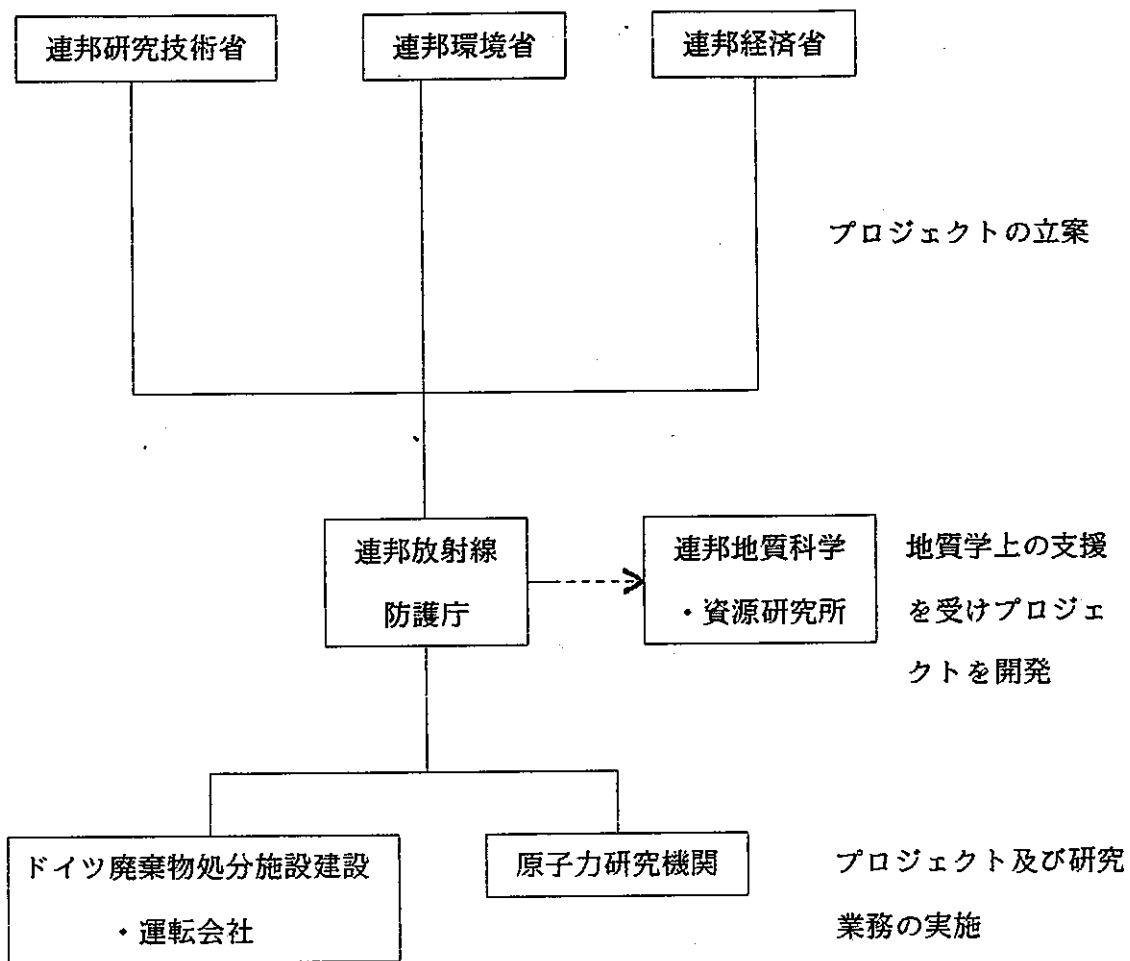 連邦研究技術省
連邦環境省
連邦経済省
プロジェクトの立案
連邦放射線
防護庁
連邦地質科学
・資源研究所
地質学上の支援
を受けプロジェ
クトを開発
ドイツ廃棄物処分施設建設
・運転会社
原子力研究機関
プロジェクト及び研究
業務の実施